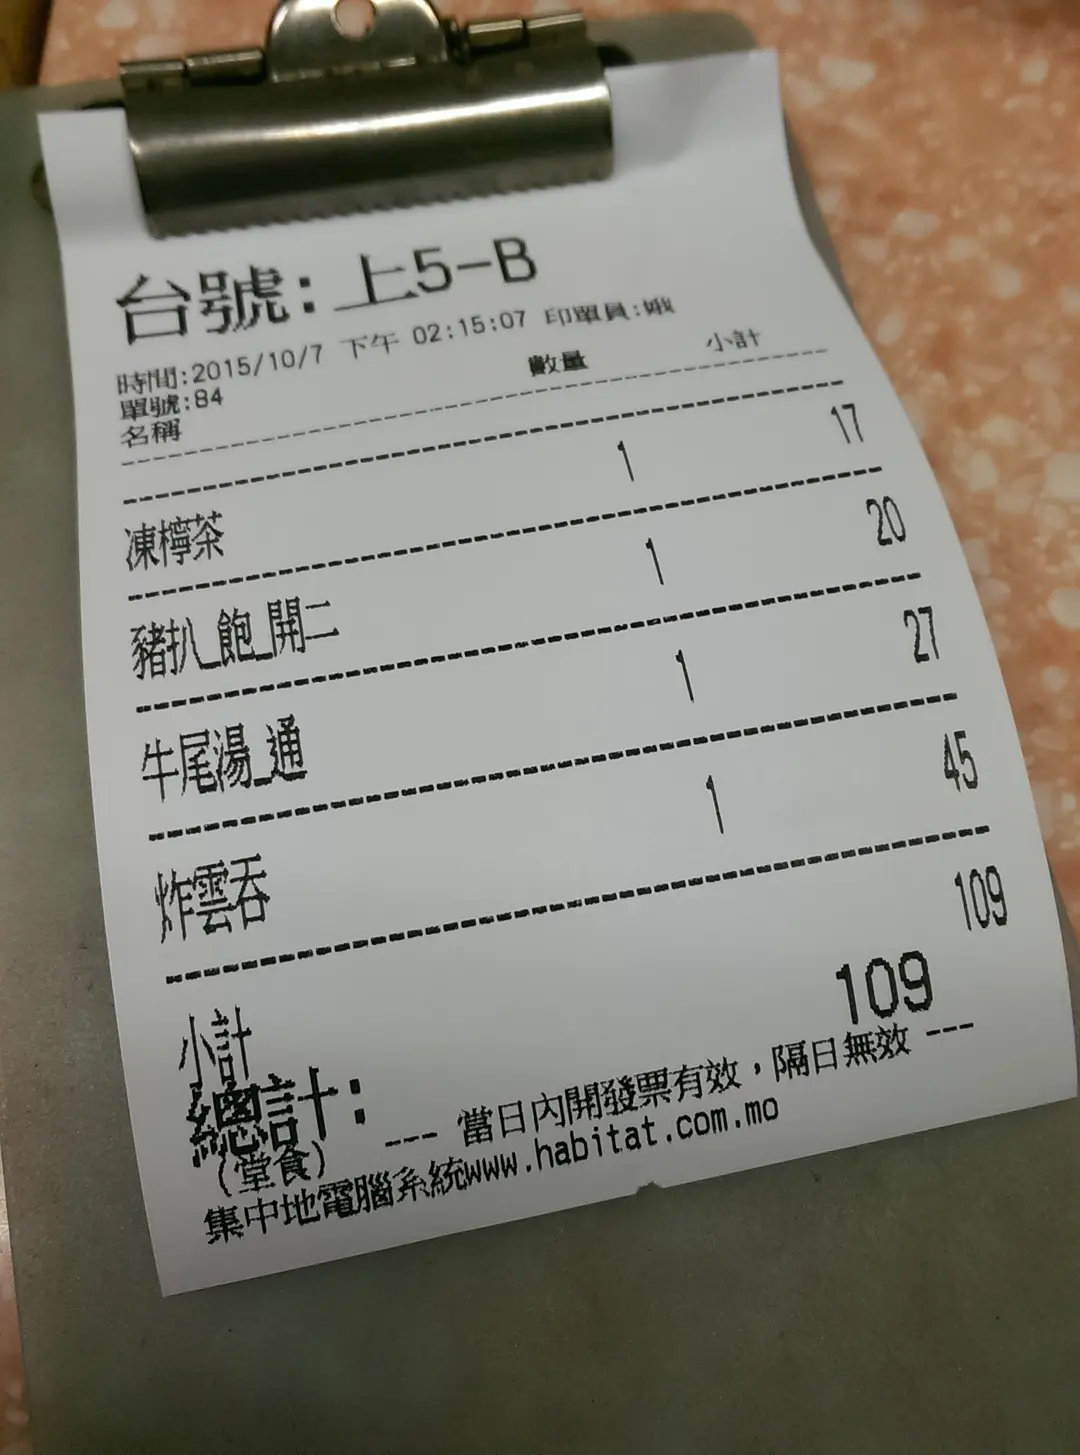 台號:上5-B
時間:2015/10/7 下午 02:15:07 印單員:娥
單號:84
名稱 數量 小計
凍檸茶 1 17
豬扒_飽_開二 1 20
牛尾湯_通 1 27
炸雲吞 1 45
小計 109
總計: 109
(堂食) --- 當日內開發票有效，隔日無效 ---
集中地電腦系統www.habitat.com.mo